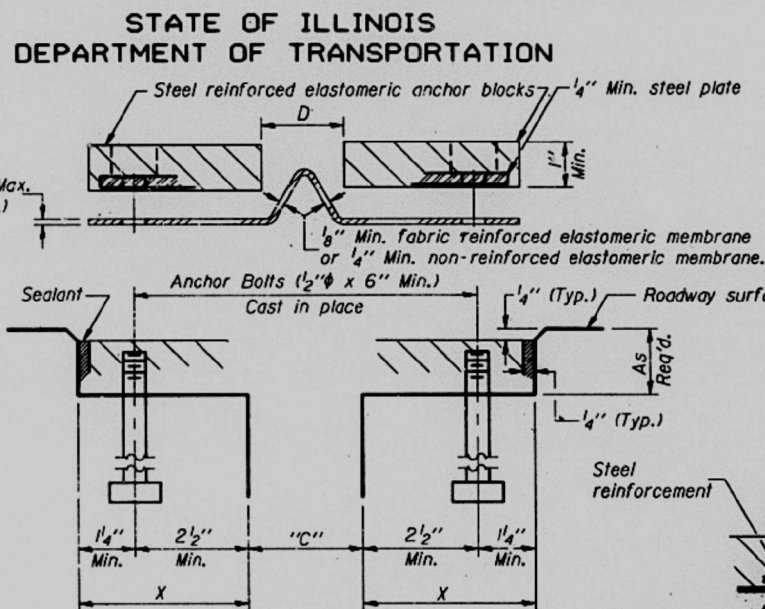 STATE OF ILLINOIS
DEPARTMENT OF TRANSPORTATION
Steel reinforced elastomeric anchor blocks
1/4" Min. steel plate
D
1" Min.
Max.
)
1/8" Min. fabric reinforced elastomeric membrane
or 1/4" Min. non-reinforced elastomeric membrane.
Sealant
Anchor Bolts (1/2"ϕ x 6" Min.)
Cast in place
1/4" (Typ.)
Roadway surf
As Req'd.
1/4" (Typ.)
Steel
reinforcement
1 1/4" 2 1/2" "C" 2 1/2" 1 1/4"
Min. Min. Min. Min.
X X